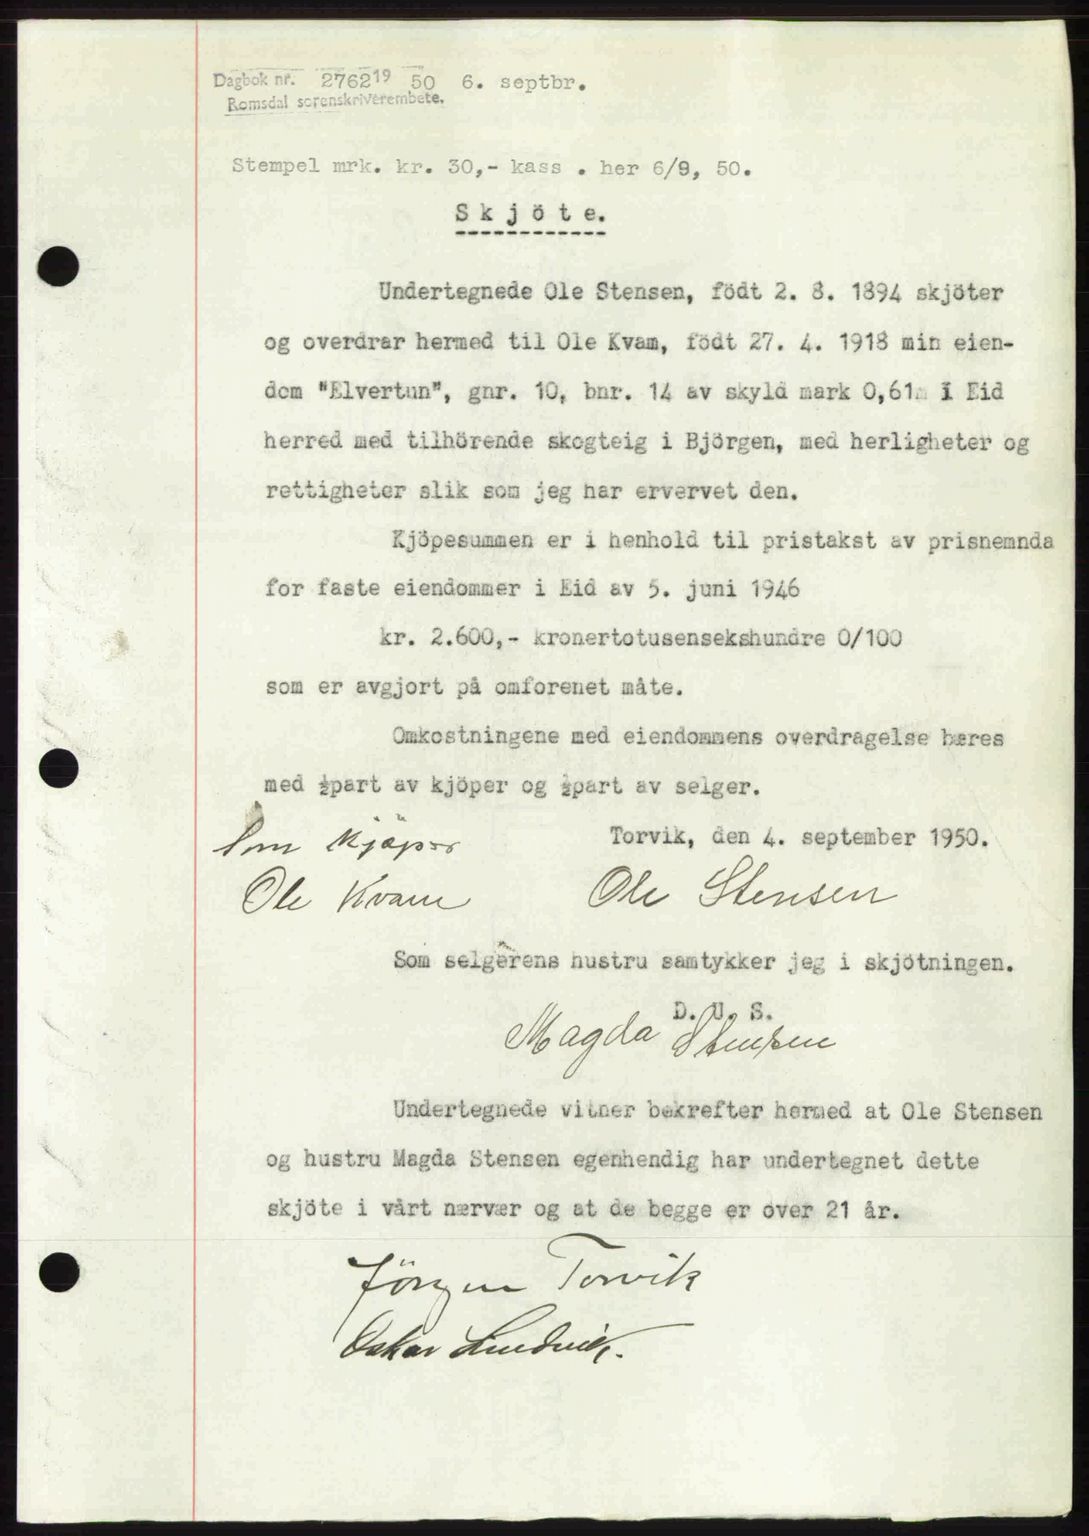 Dagbok nr. 2762 19 50 6. septbr.
Romsdal sorenskriverembete.
Stempel mrk. kr. 30,- kass . her 6/9, 50.
S k j ö t e.
Undertegnede Ole Stensen, födt 2. 8. 1894 skjöter
og overdrar hermed til Ole Kvam, födt 27. 4. 1918 min eien-
dom "Elvertun", gnr. 10, bnr. 14 av skyld mark 0,61. i Eid
herred med tilhörende skogteig i Björgen, med herligheter og
rettigheter slik som jeg har ervervet den.
Kjöpesummen er i henhold til pristakst av prisnemnda
for faste eiendommer i Eid av 5. juni 1946
kr. 2.600,- kronertotusensekshundre 0/100
som er avgjort på omforenet måte.
Omkostningene med eiendommens overdragelse bæres
med ½part av kjöper og ½part av selger.
Torvik, den 4. september 1950.
Som kjöper
Ole Kvam Ole Stensen
Som selgerens hustru samtykker jeg i skjötningen.
D. U. S.
Magda Stensen
Undertegnede vitner bekrefter hermed at Ole Stensen
og hustru Magda Stensen egenhendig har undertegnet dette
skjöte i vårt nærvær og at de begge er over 21 år.
Jörgen Torvik
Oskar Lindvik.